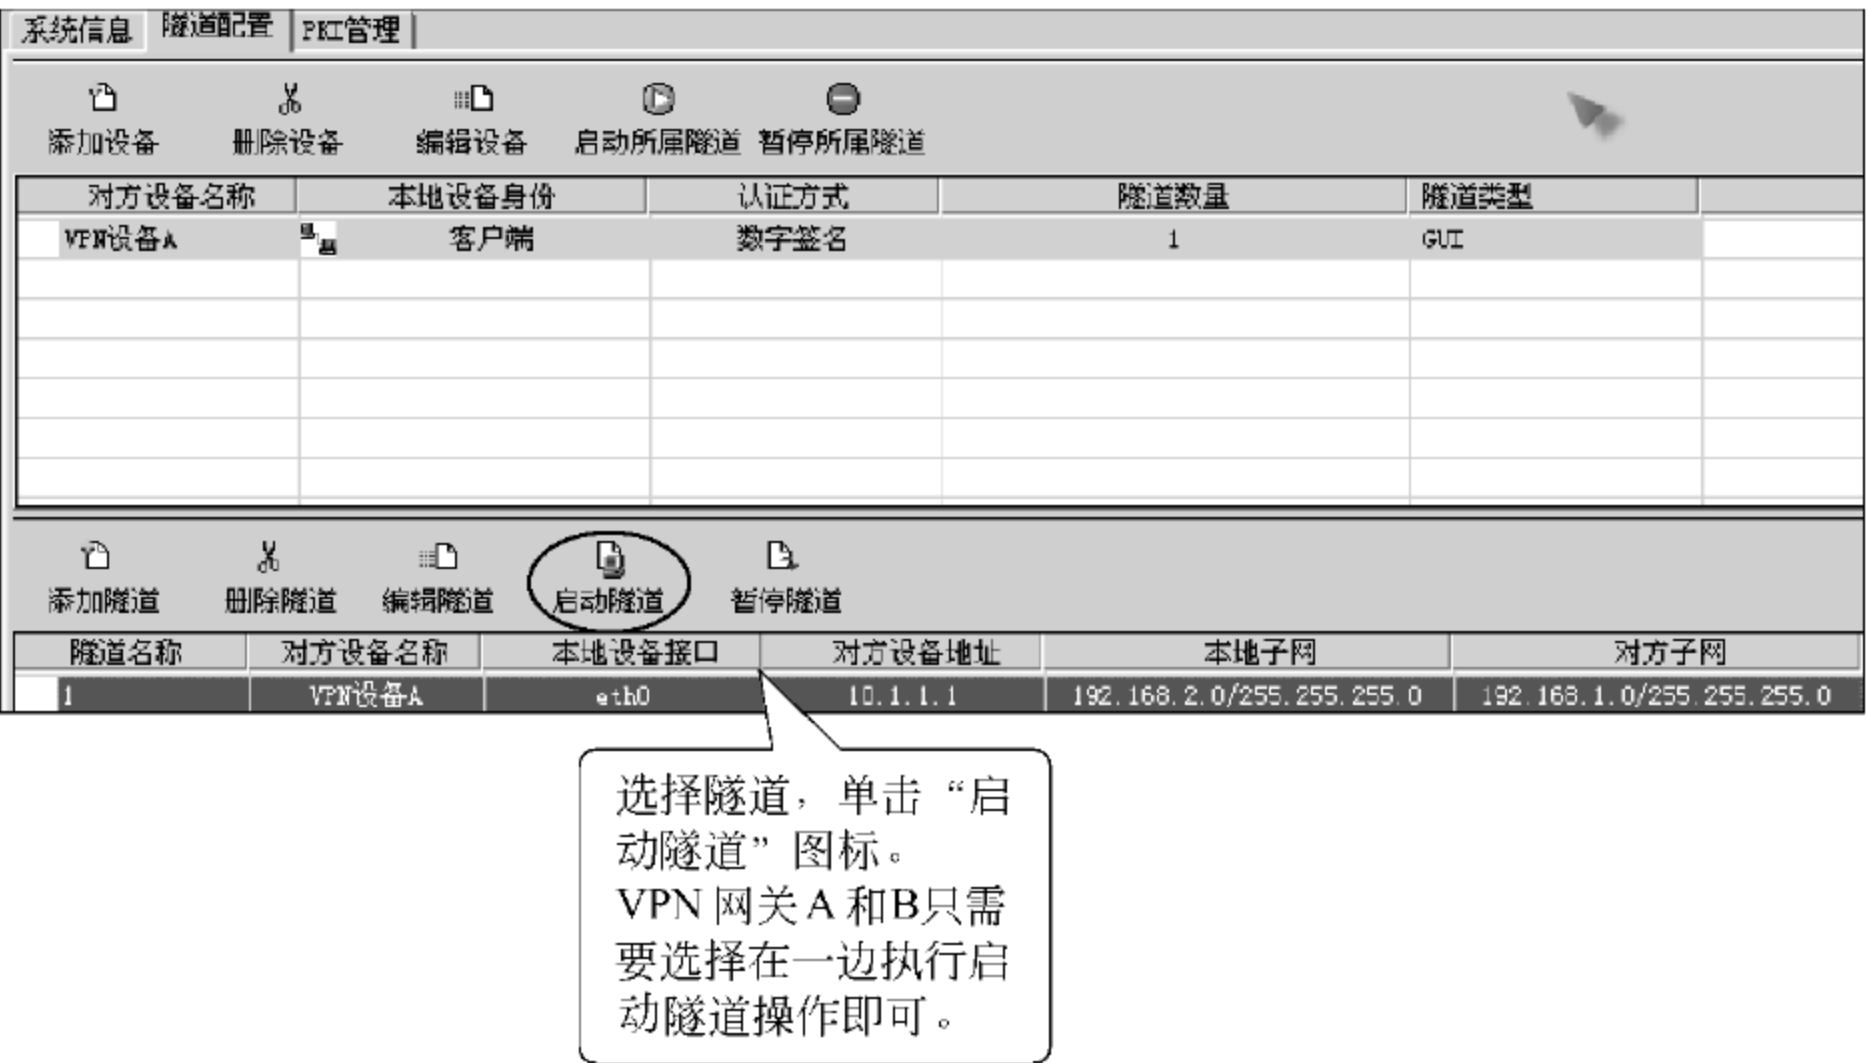 系统信息 隧道配置 PKI管理
添加设备 删除设备 编辑设备 启动所属隧道 暂停所属隧道
对方设备名称 本地设备身份 认证方式 隧道数量 隧道类型
VPN设备A 客户端 数字签名 1 GUI
添加隧道 删除隧道 编辑隧道 启动隧道 暂停隧道
隧道名称 对方设备名称 本地设备接口 对方设备地址 本地子网 对方子网
1 VPN设备A eth0 10.1.1.1 192.168.2.0/255.255.255.0 192.168.1.0/255.255.255.0
选择隧道，单击“启
动隧道”图标。
VPN网关A和B只需
要选择在一边执行启
动隧道操作即可。